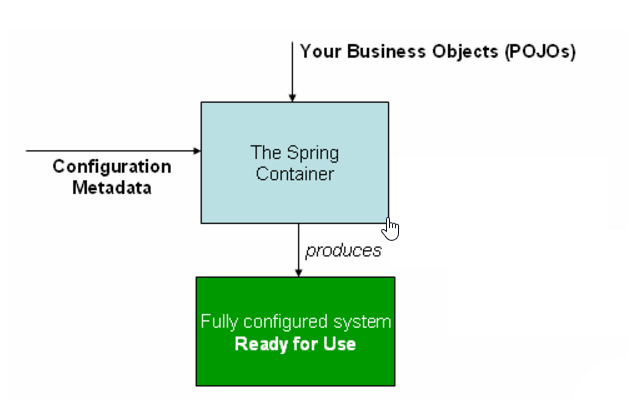 Your Business Objects (POJOs)
The Spring
Container
Configuration
Metadata
produces
Fully configured system
Ready for Use